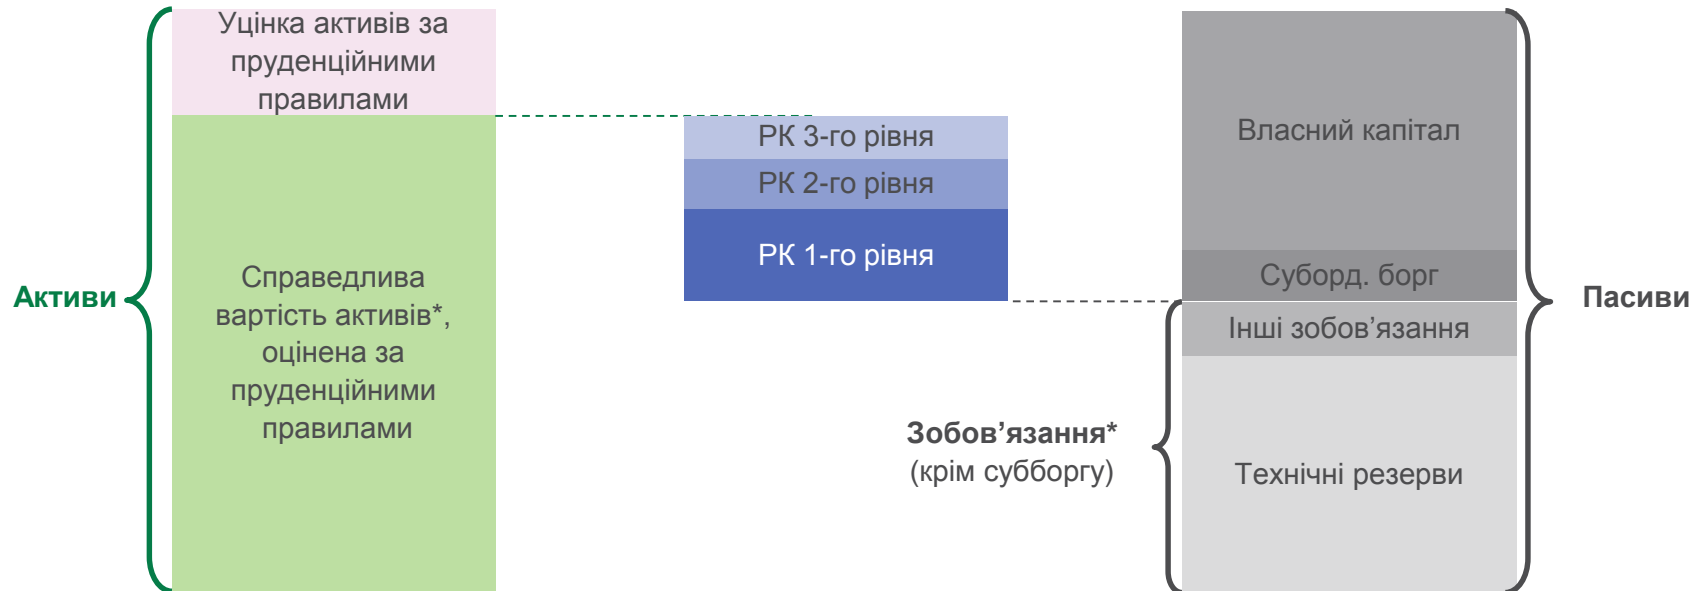 Активи
Уцінка активів за
пруденційними
правилами
Справедлива
вартість активів*,
оцінена за
пруденційними
правилами
РК 3-го рівня
РК 2-го рівня
РК 1-го рівня
Зобов’язання*
(крім субборгу)
Власний капітал
Суборд. борг
Інші зобов’язання
Технічні резерви
Пасиви